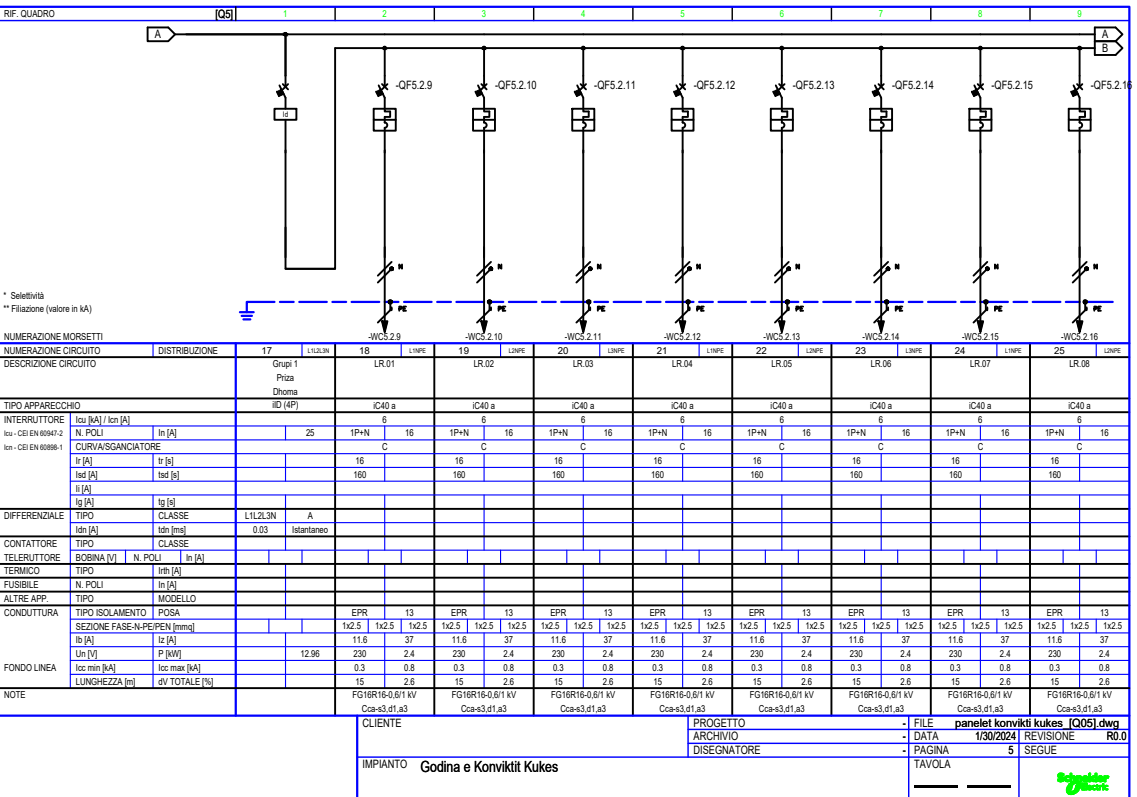 RIF. QUADRO [Q5] 1 2 3 4 5 6 7 8 9
A A
B
-QF5.2.9 -QF5.2.10 -QF5.2.11 -QF5.2.12 -QF5.2.13 -QF5.2.14 -QF5.2.15 -QF5.2.16
Id
N N N N N N N N
* Selettività
** Filiazione (valore in kA)
PE PE PE PE PE PE PE PE
NUMERAZIONE MORSETTI -WC5.2.9 -WC5.2.10 -WC5.2.11 -WC5.2.12 -WC5.2.13 -WC5.2.14 -WC5.2.15 -WC5.2.16
NUMERAZIONE CIRCUITO DISTRIBUZIONE 17 L1L2L3N 18 L1NPE 19 L2NPE 20 L3NPE 21 L1NPE 22 L2NPE 23 L3NPE 24 L1NPE 25 L2NPE
DESCRIZIONE CIRCUITO Grupi 1 LR.01 LR.02 LR.03 LR.04 LR.05 LR.06 LR.07 LR.08
Priza
Dhoma
TIPO APPARECCHIO iID (4P) iC40 a iC40 a iC40 a iC40 a iC40 a iC40 a iC40 a iC40 a
INTERRUTTORE Icu [kA] / Icn [A] 6 6 6 6 6 6 6 6
Icu - CEI EN 60947-2 N. POLI In [A] 25 1P+N 16 1P+N 16 1P+N 16 1P+N 16 1P+N 16 1P+N 16 1P+N 16 1P+N 16
Icn - CEI EN 60898-1 CURVA/SGANCIATORE C C C C C C C C
Ir [A] tr [s] 16 16 16 16 16 16 16 16
Isd [A] tsd [s] 160 160 160 160 160 160 160 160
Ii [A]
Ig [A] tg [s]
DIFFERENZIALE TIPO CLASSE L1L2L3N A
Idn [A] tdn [ms] 0.03 Istantaneo
CONTATTORE TIPO CLASSE
TELERUTTORE BOBINA [V] N. POLI In [A]
TERMICO TIPO Irth [A]
FUSIBILE N. POLI In [A]
ALTRE APP. TIPO MODELLO
CONDUTTURA TIPO ISOLAMENTO POSA EPR 13 EPR 13 EPR 13 EPR 13 EPR 13 EPR 13 EPR 13 EPR 13
SEZIONE FASE-N-PE/PEN [mmq] 1x2.5 1x2.5 1x2.5 1x2.5 1x2.5 1x2.5 1x2.5 1x2.5 1x2.5 1x2.5 1x2.5 1x2.5 1x2.5 1x2.5 1x2.5 1x2.5 1x2.5 1x2.5 1x2.5 1x2.5 1x2.5 1x2.5 1x2.5 1x2.5
Ib [A] Iz [A] 11.6 37 11.6 37 11.6 37 11.6 37 11.6 37 11.6 37 11.6 37 11.6 37
Un [V] P [kW] 12.96 230 2.4 230 2.4 230 2.4 230 2.4 230 2.4 230 2.4 230 2.4 230 2.4
FONDO LINEA Icc min [kA] Icc max [kA] 0.3 0.8 0.3 0.8 0.3 0.8 0.3 0.8 0.3 0.8 0.3 0.8 0.3 0.8 0.3 0.8
LUNGHEZZA [m] dV TOTALE [%] 15 2.6 15 2.6 15 2.6 15 2.6 15 2.6 15 2.6 15 2.6 15 2.6
NOTE FG16R16-0,6/1 kV FG16R16-0,6/1 kV FG16R16-0,6/1 kV FG16R16-0,6/1 kV FG16R16-0,6/1 kV FG16R16-0,6/1 kV FG16R16-0,6/1 kV FG16R16-0,6/1 kV
Cca-s3,d1,a3 Cca-s3,d1,a3 Cca-s3,d1,a3 Cca-s3,d1,a3 Cca-s3,d1,a3 Cca-s3,d1,a3 Cca-s3,d1,a3 Cca-s3,d1,a3
CLIENTE PROGETTO - FILE panelet konvikti kukes_[Q05].dwg
ARCHIVIO - DATA 1/30/2024 REVISIONE R0.0
DISEGNATORE - PAGINA 5 SEGUE
IMPIANTO Godina e Konviktit Kukes TAVOLA
Schneider
Electric